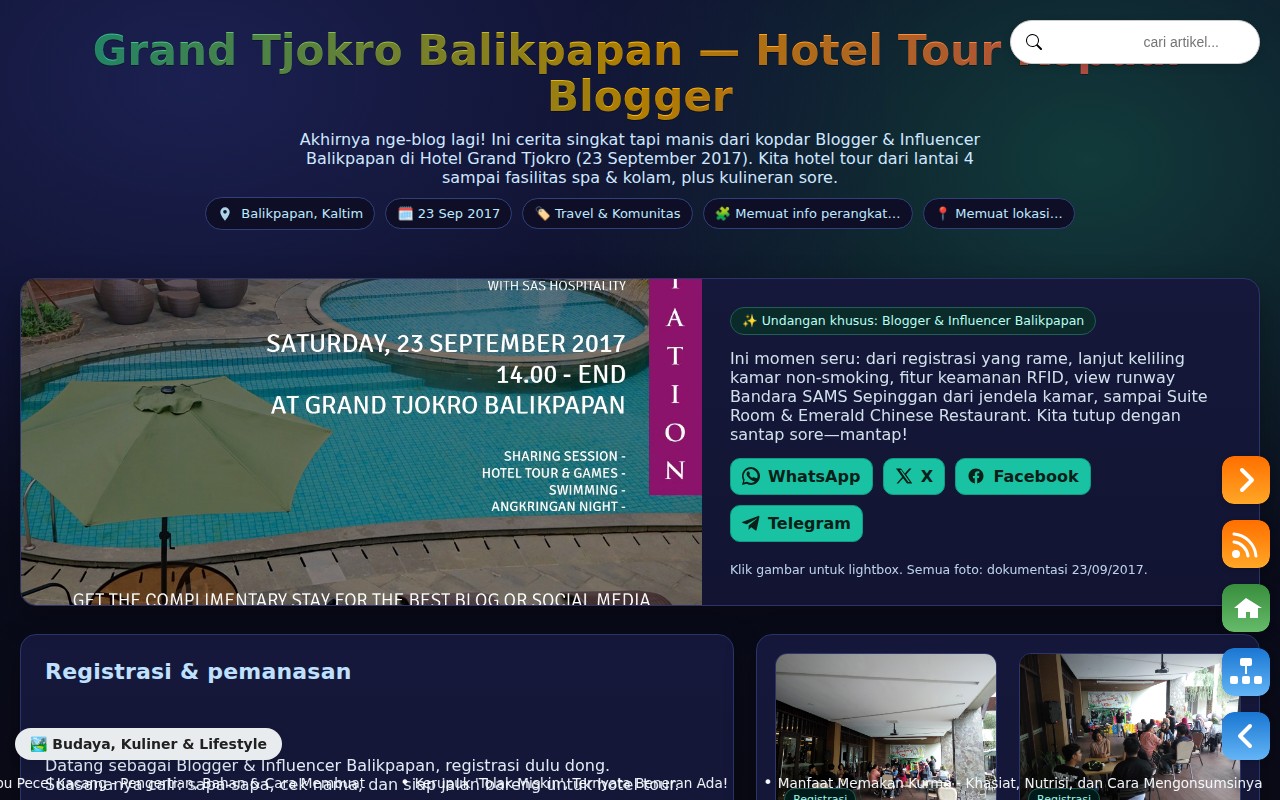 Grand Tjokro Balikpapan — Hotel Tour
Blogger
cari artikel...
Akhirnya nge-blog lagi! Ini cerita singkat tapi manis dari kopdar Blogger & Influencer
Balikpapan di Hotel Grand Tjokro (23 September 2017). Kita hotel tour dari lantai 4
sampai fasilitas spa & kolam, plus kulineran sore.
Balikpapan, Kaltim
🗓️ 23 Sep 2017
🏷️ Travel & Komunitas
🧩 Memuat info perangkat…
📍 Memuat lokasi…
WITH SAS HOSPITALITY
SATURDAY, 23 SEPTEMBER 2017
14.00 - END
AT GRAND TJOKRO BALIKPAPAN
SHARING SESSION -
HOTEL TOUR & GAMES -
SWIMMING -
ANGKRINGAN NIGHT -
GET THE COMPLIMENTARY STAY FOR THE BEST BLOG OR SOCIAL MEDIA
T
A
T
I
O
N
✨ Undangan khusus: Blogger & Influencer Balikpapan
Ini momen seru: dari registrasi yang rame, lanjut keliling
kamar non-smoking, fitur keamanan RFID, view runway
Bandara SAMS Sepinggan dari jendela kamar, sampai Suite
Room & Emerald Chinese Restaurant. Kita tutup dengan
santap sore—mantap!
WhatsApp
X
Facebook
Telegram
Klik gambar untuk lightbox. Semua foto: dokumentasi 23/09/2017.
Registrasi & pemanasan
🏞️ Budaya, Kuliner & Lifestyle
Datang sebagai Blogger & Influencer Balikpapan, registrasi dulu dong.
Suasananya cair: sapa-sapa, cek nama, dan siap jalan bareng untuk hotel tour.
Pecel Kacang - Pengertian, Bahan & Cara Membuat
• Kerupuk 'Tolak Miskin': Ternyata Beneran Ada!
• Manfaat Memakan Kurma - Khasiat, Nutrisi, dan Cara Mengonsumsinya
Registrasi
Registrasi